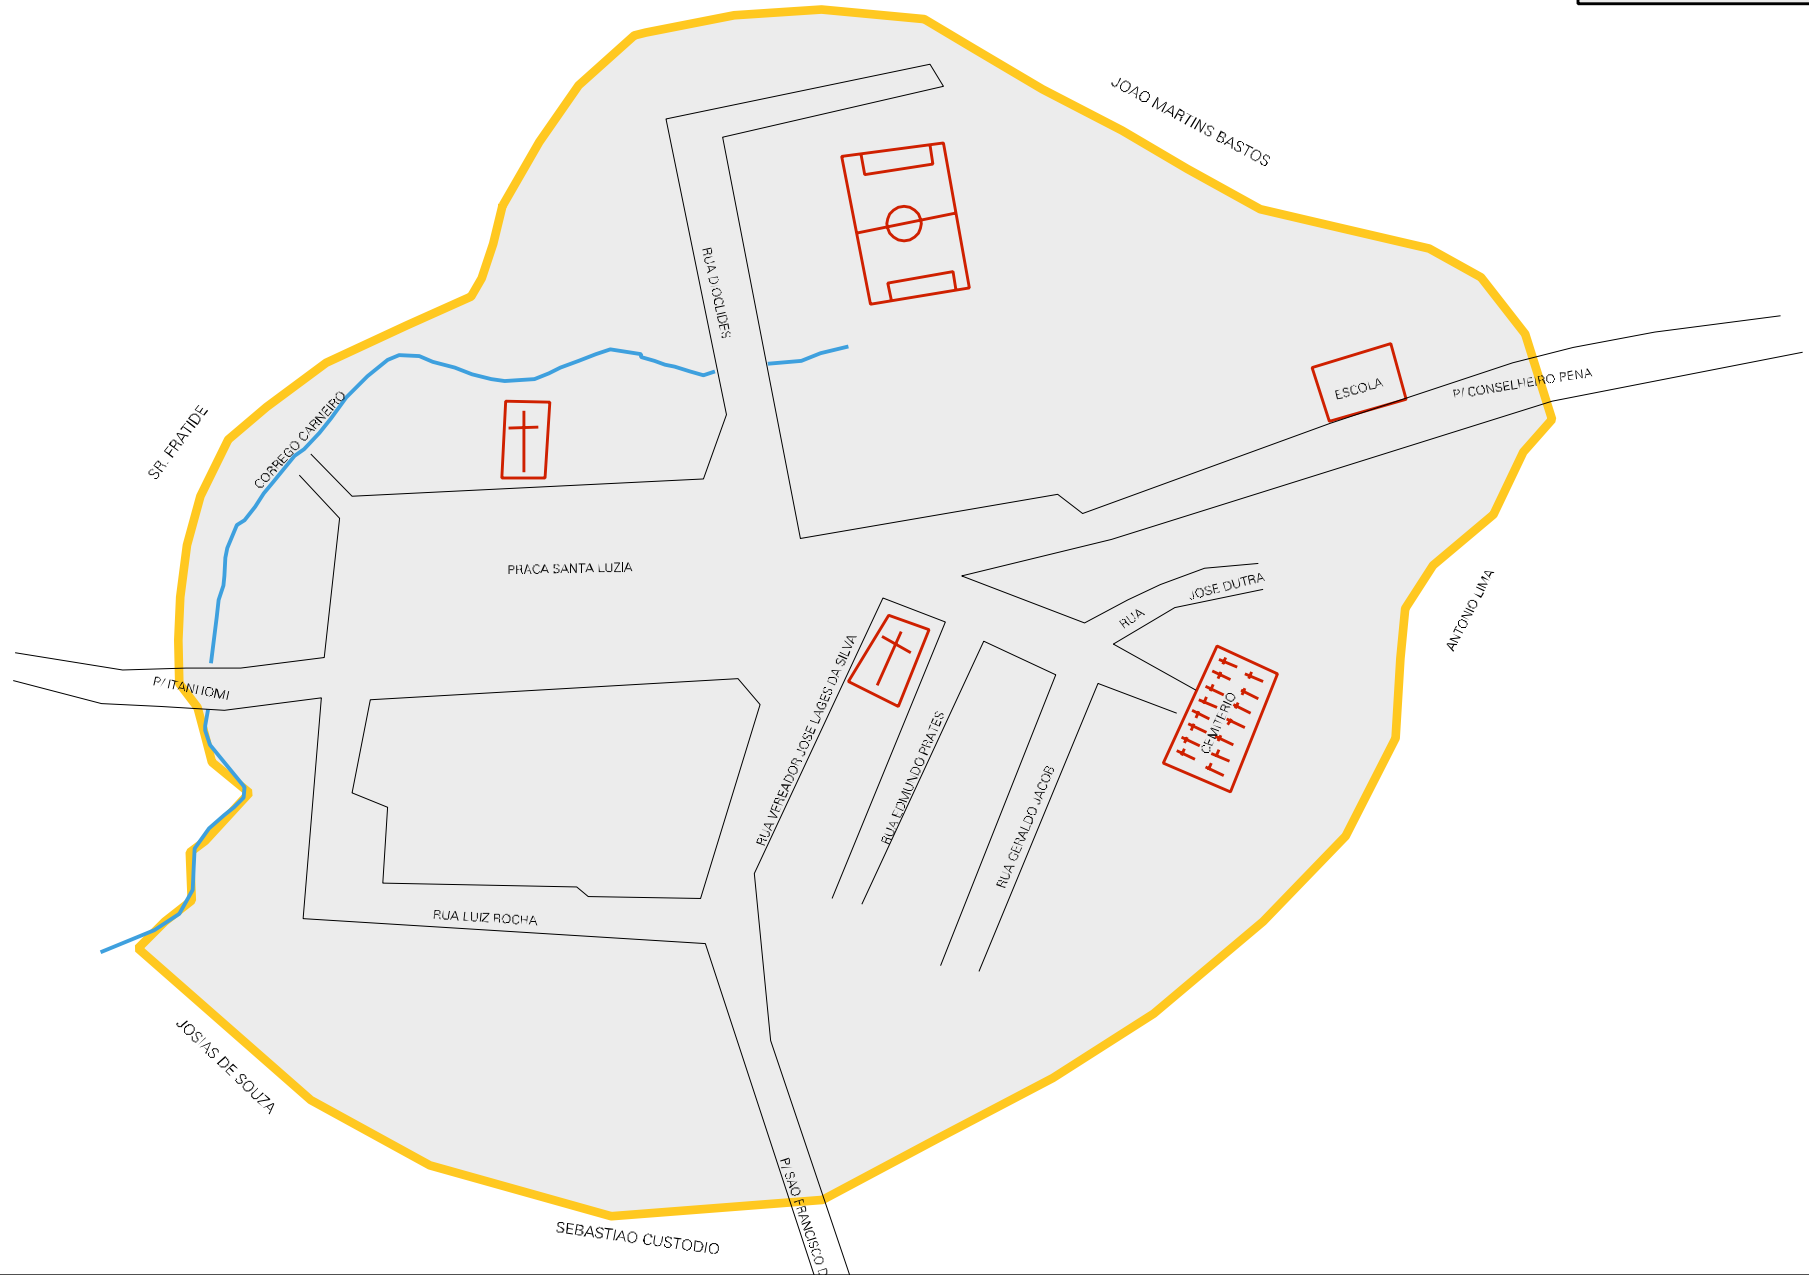 JOAO MARTINS BASTOS
RUA D.OCLIDES
ESCOLA
P/ CONSELHEIRO PENA
SR. FRATIDE
CORREGO CARNEIRO
PRACA SANTA LUZIA
RUA
JOSE DUTRA
ANTONIO LIMA
P/ ITANHOMI
RUA VEREADOR JOSE LAGES DA SILVA
RUA EDMUNDO PRATES
RUA GERALDO JACOB
CEMITERIO
RUA LUIZ ROCHA
JOSIAS DE SOUZA
P/ SAO FRANCISCO D
SEBASTIAO CUSTODIO